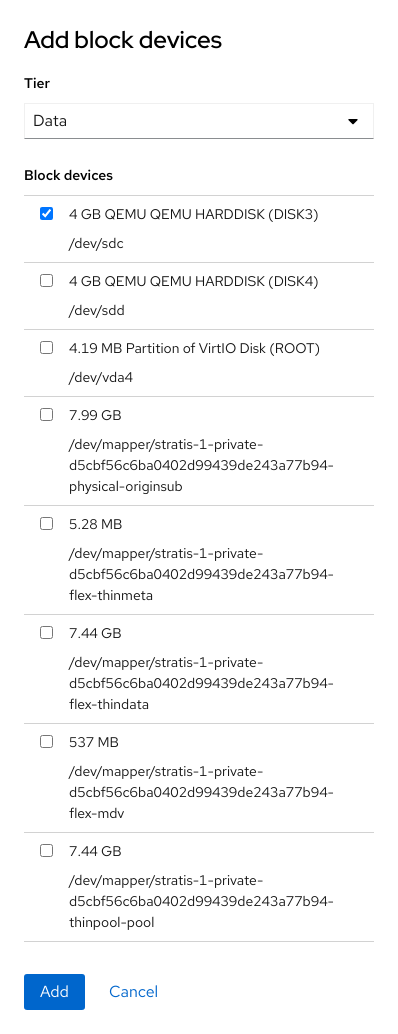 Add block devices
Tier
Data
Block devices
4 GB QEMU QEMU HARDDISK (DISK3)
/dev/sdc
4 GB QEMU QEMU HARDDISK (DISK4)
/dev/sdd
4.19 MB Partition of VirtIO Disk (ROOT)
/dev/vda4
7.99 GB
/dev/mapper/stratis-1-private-
d5cbf56c6ba0402d99439de243a77b94-
physical-originsub
5.28 MB
/dev/mapper/stratis-1-private-
d5cbf56c6ba0402d99439de243a77b94-
flex-thinmeta
7.44 GB
/dev/mapper/stratis-1-private-
d5cbf56c6ba0402d99439de243a77b94-
flex-thindata
537 MB
/dev/mapper/stratis-1-private-
d5cbf56c6ba0402d99439de243a77b94-
flex-mdv
7.44 GB
/dev/mapper/stratis-1-private-
d5cbf56c6ba0402d99439de243a77b94-
thinpool-pool
Add Cancel